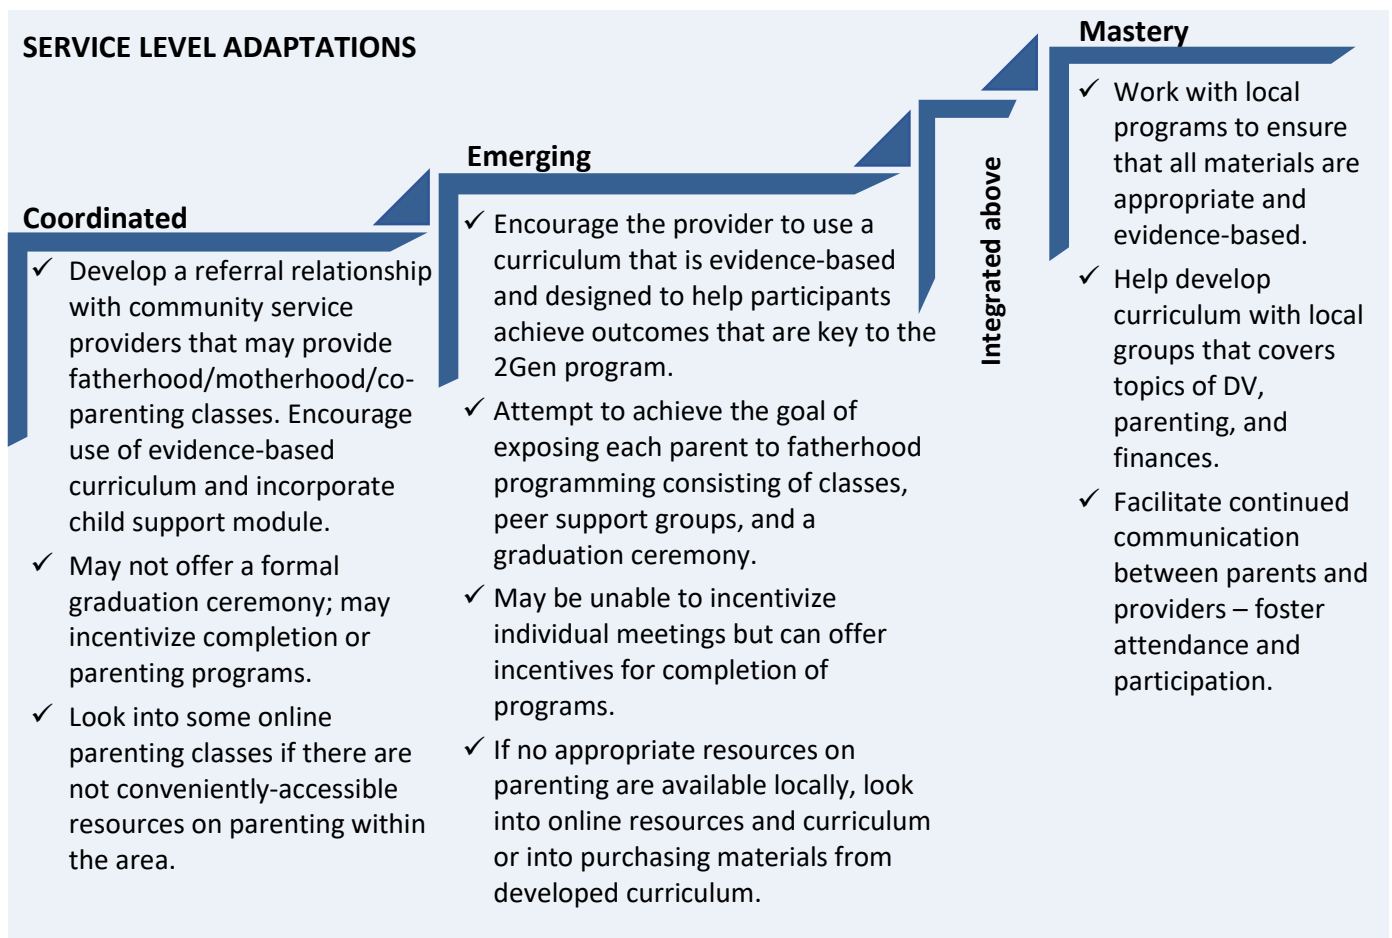 SERVICE LEVEL ADAPTATIONS
Coordinated
✓ Develop a referral relationship
with community service
providers that may provide
fatherhood/motherhood/co-
parenting classes. Encourage
use of evidence-based
curriculum and incorporate
child support module.
✓ May not offer a formal
graduation ceremony; may
incentivize completion or
parenting programs.
✓ Look into some online
parenting classes if there are
not conveniently-accessible
resources on parenting within
the area.
Emerging
✓ Encourage the provider to use a
curriculum that is evidence-based
and designed to help participants
achieve outcomes that are key to the
2Gen program.
✓ Attempt to achieve the goal of
exposing each parent to fatherhood
programming consisting of classes,
peer support groups, and a
graduation ceremony.
✓ May be unable to incentivize
individual meetings but can offer
incentives for completion of
programs.
✓ If no appropriate resources on
parenting are available locally, look
into online resources and curriculum
or into purchasing materials from
developed curriculum.
Integrated above
Mastery
✓ Work with local
programs to ensure
that all materials are
appropriate and
evidence-based.
✓ Help develop
curriculum with local
groups that covers
topics of DV,
parenting, and
finances.
✓ Facilitate continued
communication
between parents and
providers – foster
attendance and
participation.